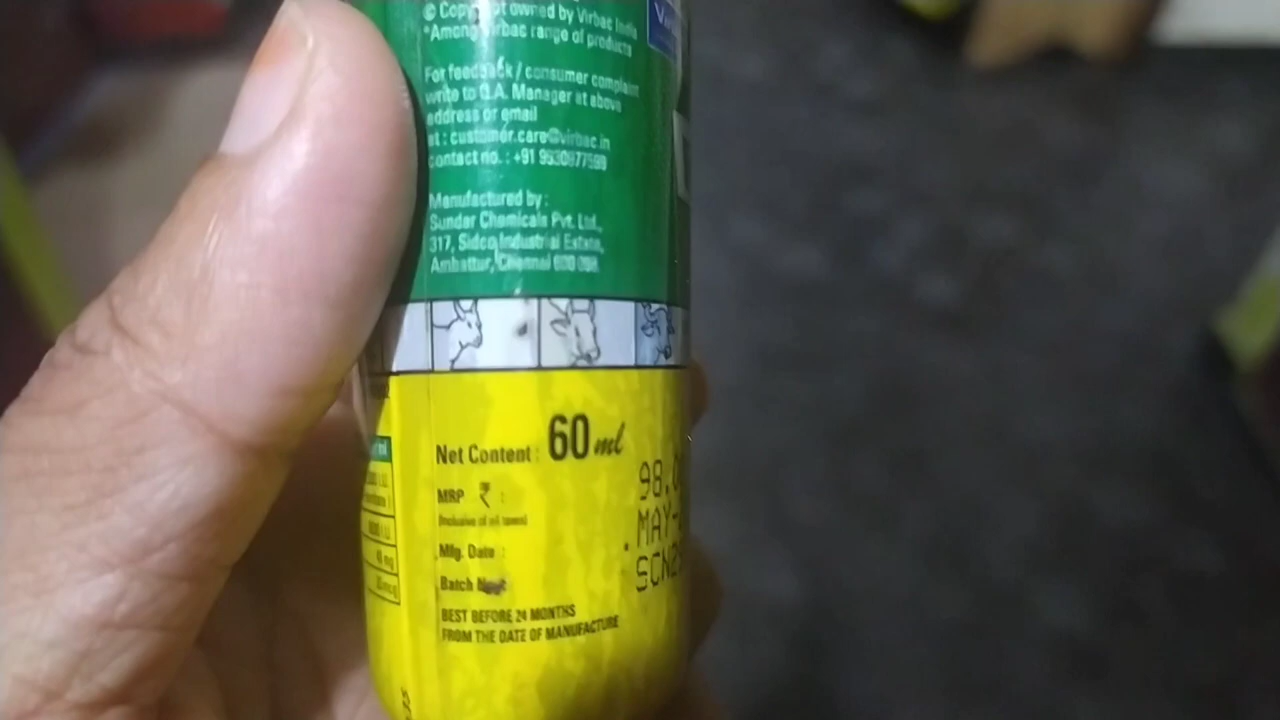 © Copyright owned by Virbac India
*Among Virbac range of products
For feedback / consumer complaint
write to Q.A. Manager at above
address or email
at : customer.care@virbac.in
contact no. : +91
Manufactured by :
Sundar Chemicals Pvt. Ltd.,
317, Sidco Industrial Estate,
Ambattur, Chennai 600
Net Content : 60 ml
MRP ₹ : 98.0
(Inclusive of all taxes)
Mfg. Date : MAY-
Batch SCN2
BEST BEFORE 24 MONTHS
FROM THE DATE OF MANUFACTURE